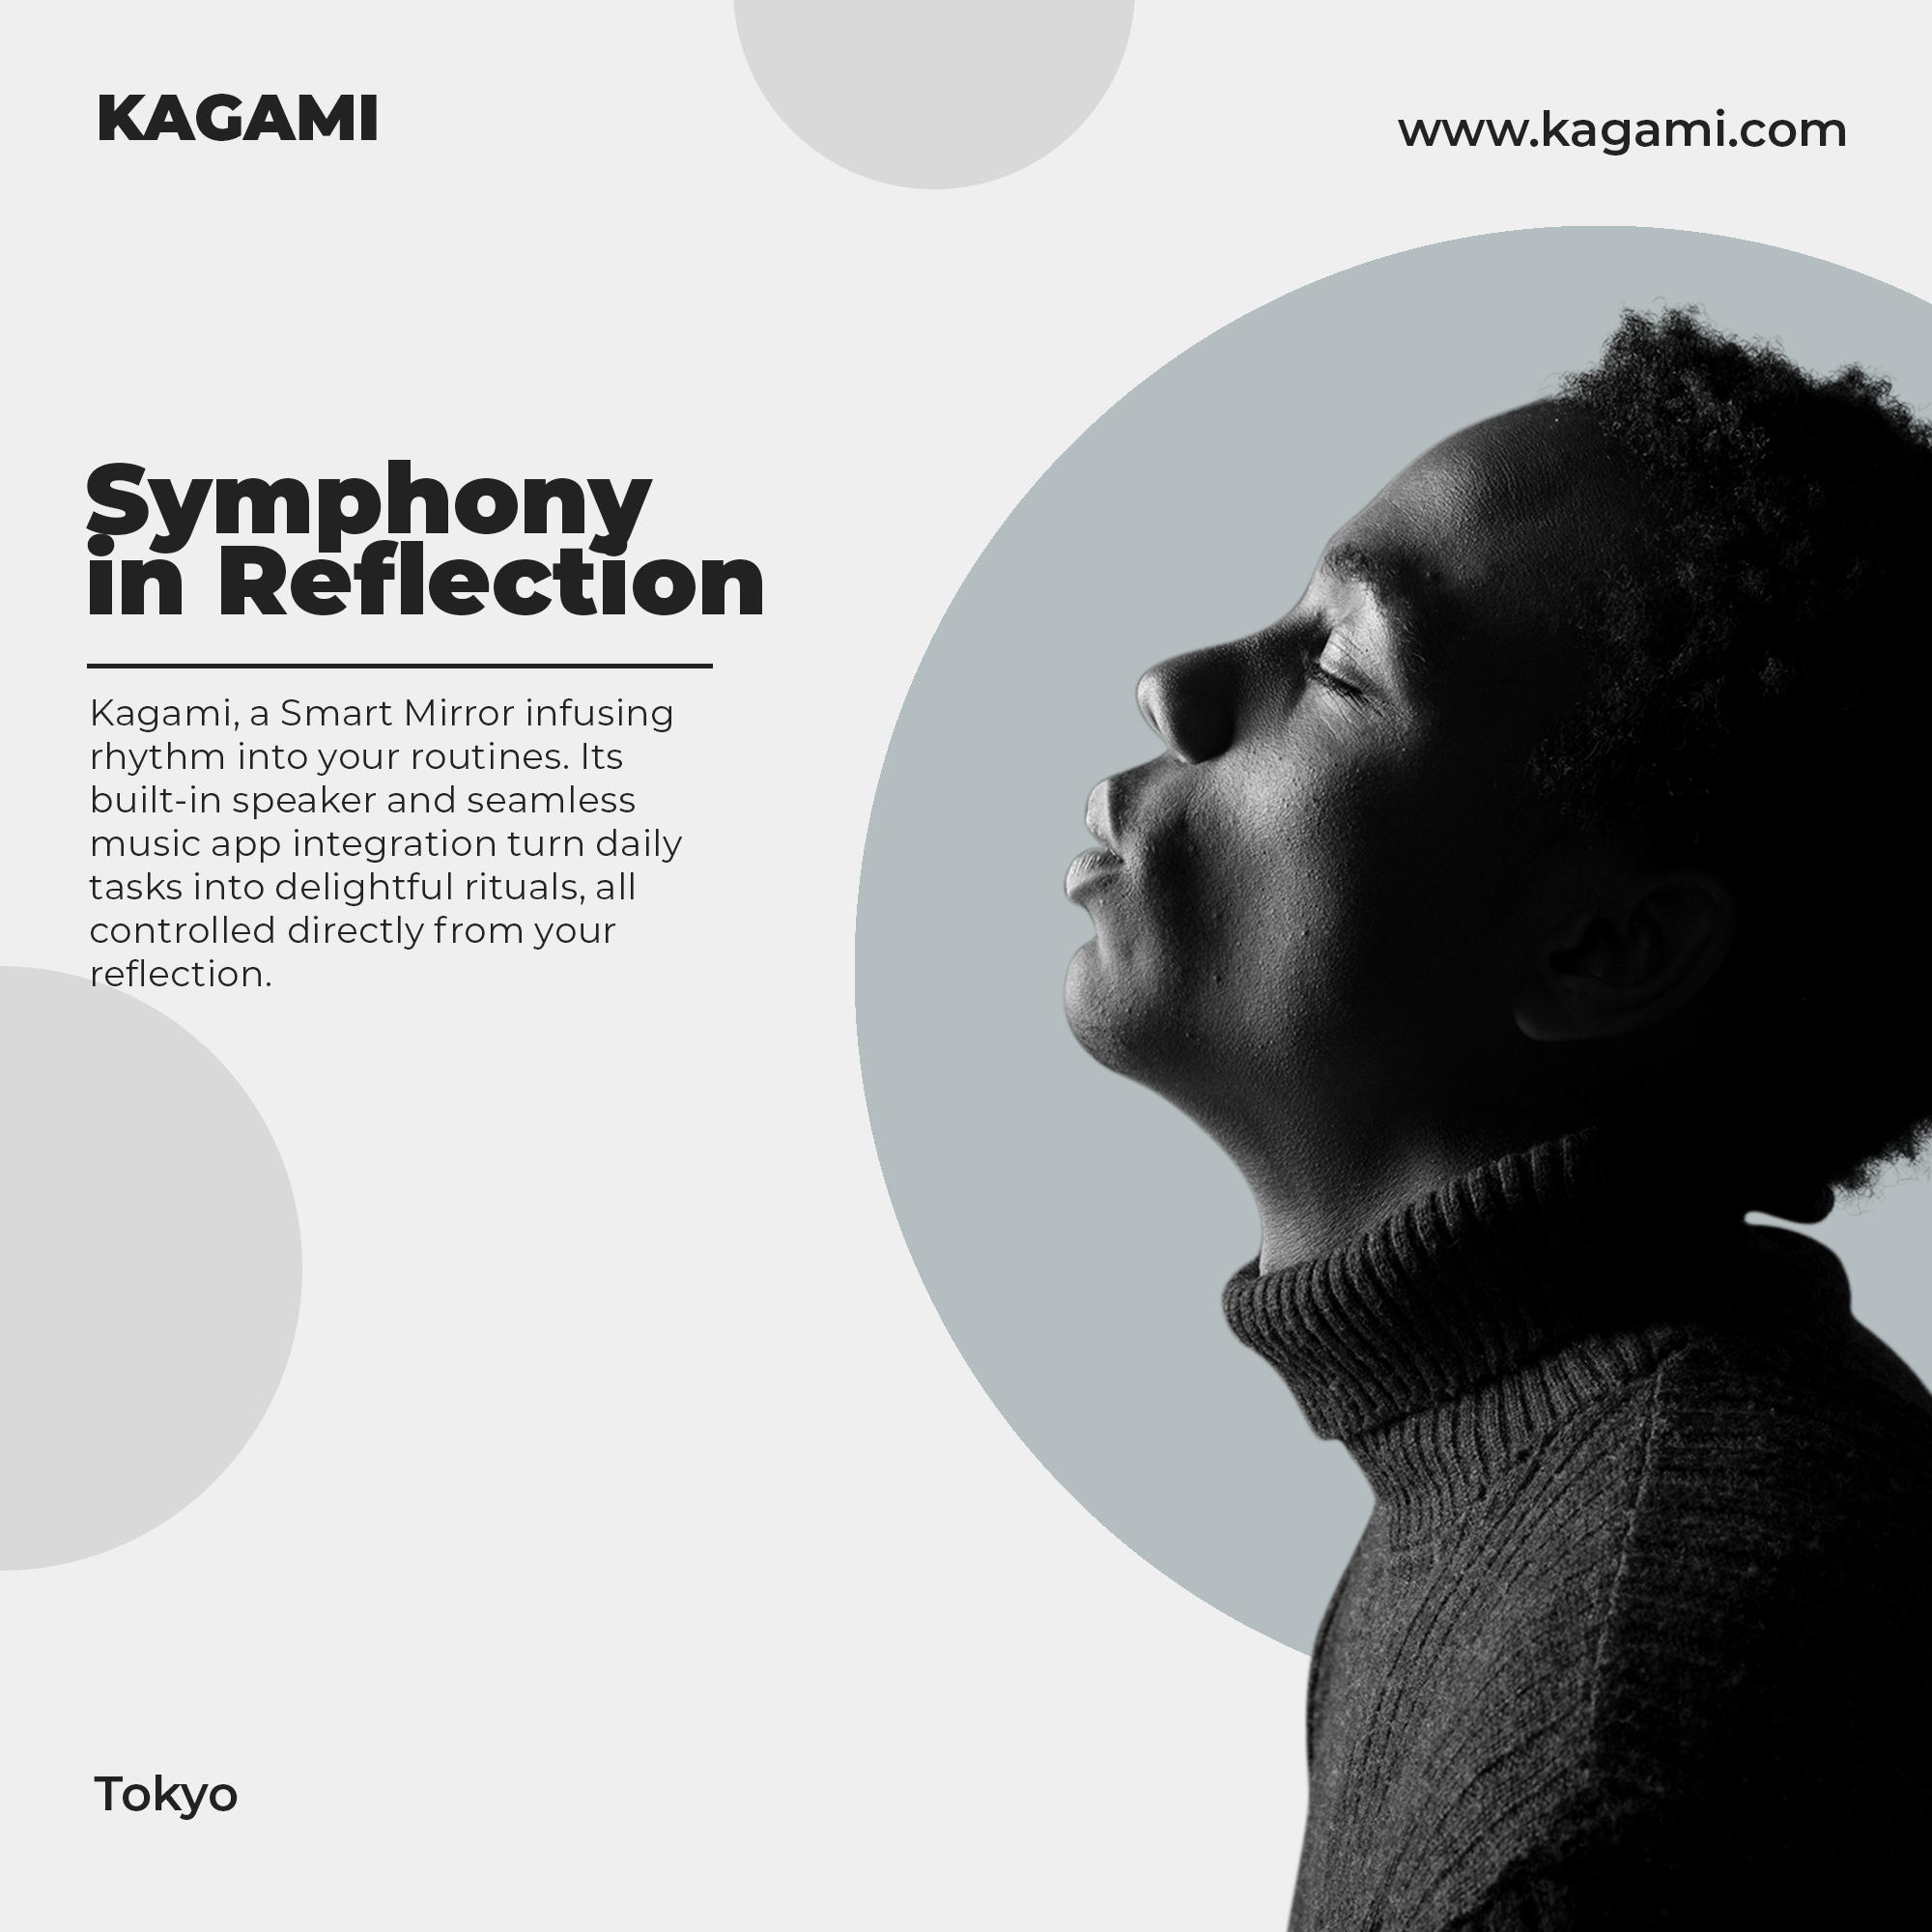 KAGAMI
www.kagami.com
Symphony
in Reflection
Kagami, a Smart Mirror infusing
rhythm into your routines. Its
built-in speaker and seamless
music app integration turn daily
tasks into delightful rituals, all
controlled directly from your
reflection.
Tokyo